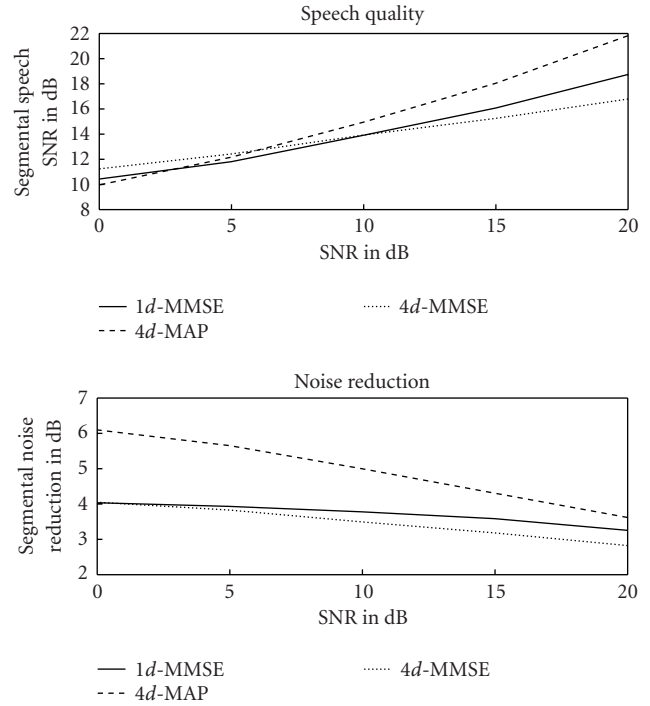 Speech quality
Segmental speech
SNR in dB
22
20
18
16
14
12
10
8
0
5
10
15
20
SNR in dB
1d-MMSE
4d-MMSE
4d-MAP
Noise reduction
Segmental noise
reduction in dB
7
6
5
4
3
2
0
5
10
15
20
SNR in dB
1d-MMSE
4d-MMSE
4d-MAP